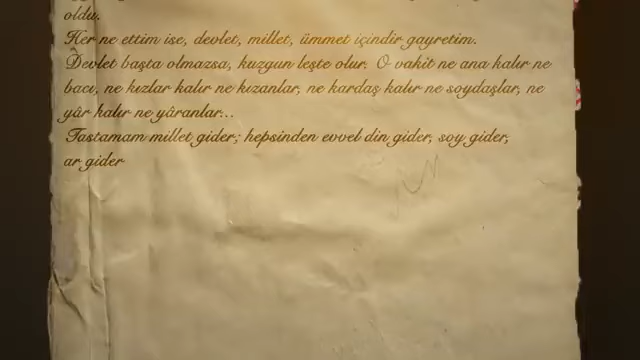 oldu.
Her ne ettim ise, devlet, millet, ümmet içindir gayretim.
Devlet başta olmazsa, kuzgun leşte olur. O vakit ne ana kalır ne
bacı, ne kızlar kalır ne kızanlar, ne kardaş kalır ne soydaşlar, ne
yâr kalır ne yâranlar...
Tastamam millet gider; hepsinden evvel din gider, soy gider,
ar gider